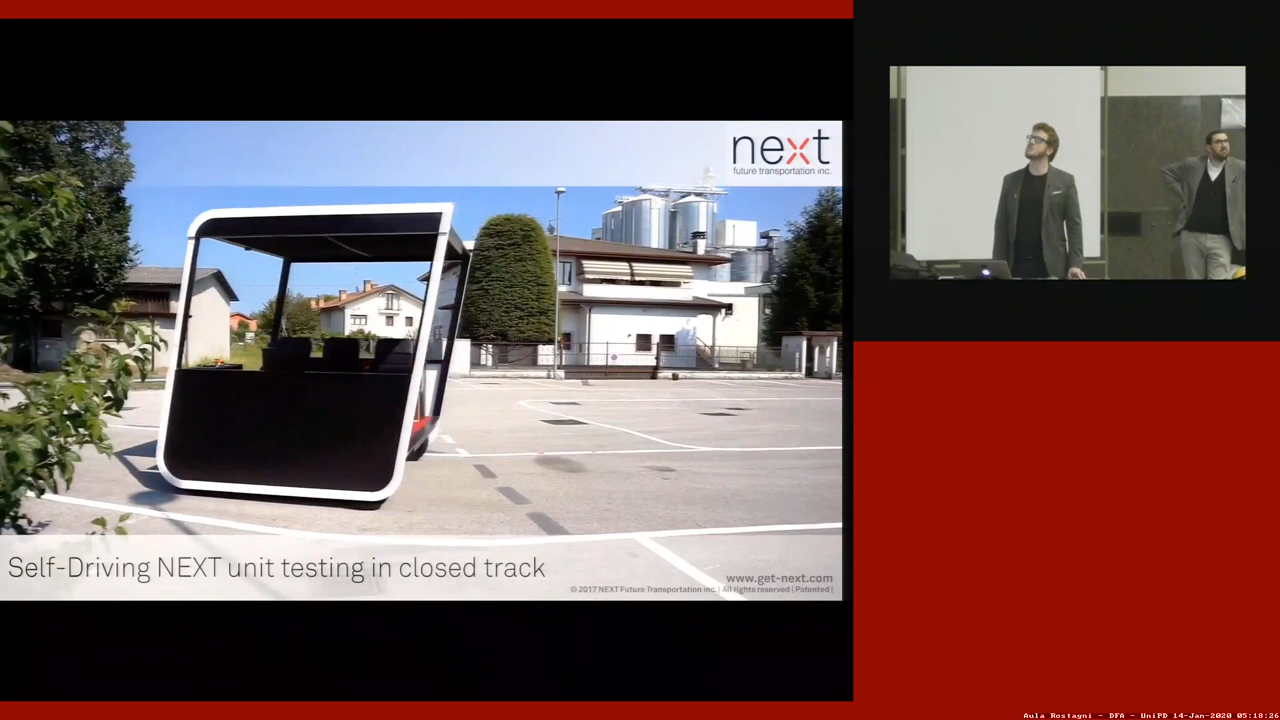 next
future transportation inc.
Self-Driving NEXT unit testing in closed track
www.get-next.com
© 2017 NEXT Future Transportation inc. | All rights reserved | Patented |
Aula Rostagni - DFA - UniPD 14-Jan-2020 05:18:26